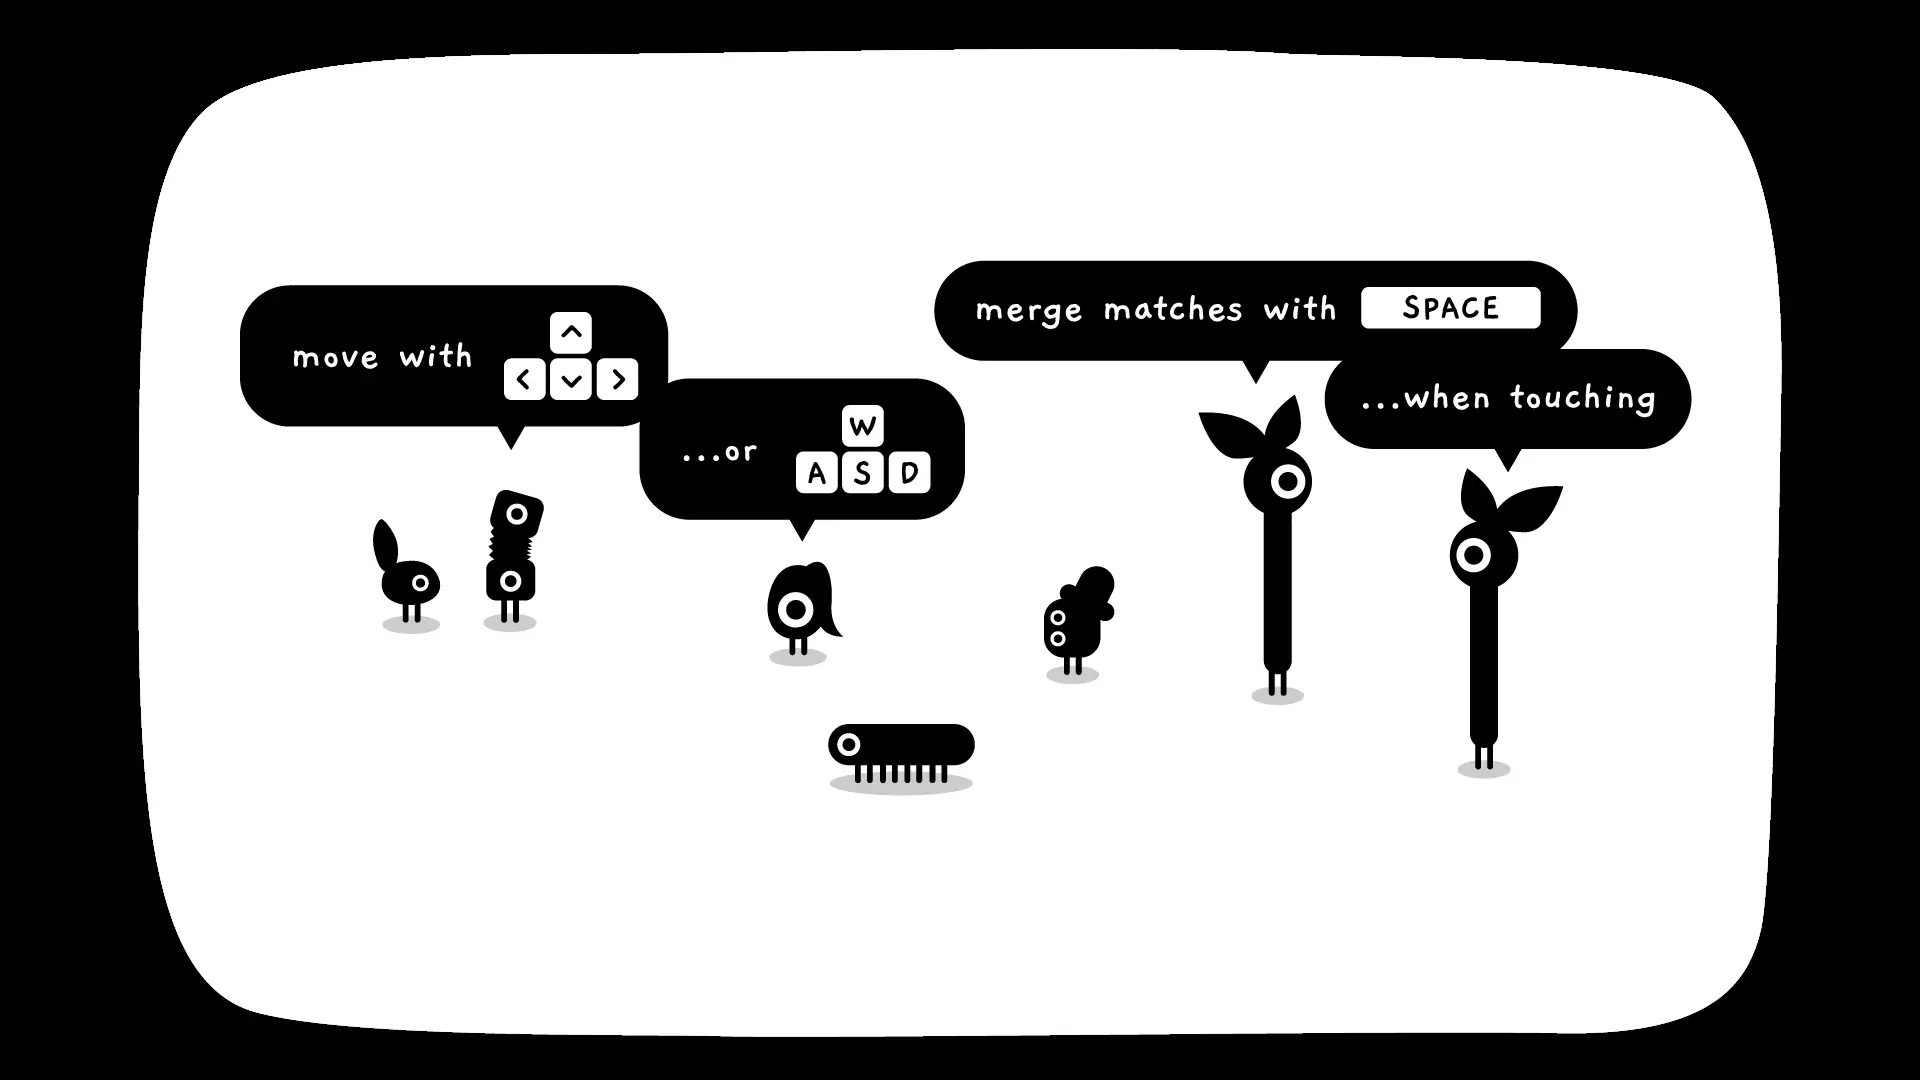 move with
^
< v >
...or
W
A S D
merge matches with SPACE
...when touching